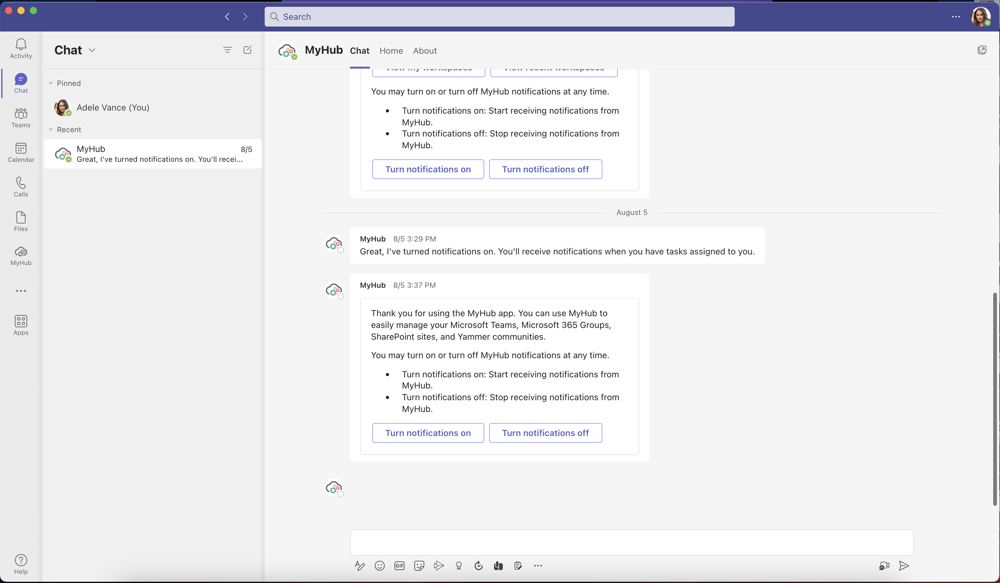 Search
Activity
Chat
Teams
Calendar
Calls
Files
MyHub
Apps
Help
Chat
Pinned
Adele Vance (You)
Recent
MyHub 8/5
Great, I've turned notifications on. You'll recei...
MyHub Chat Home About
View my workspaces View recent workspaces
You may turn on or turn off MyHub notifications at any time.
• Turn notifications on: Start receiving notifications from
MyHub.
• Turn notifications off: Stop receiving notifications from
MyHub.
Turn notifications on Turn notifications off
August 5
MyHub 8/5 3:29 PM
Great, I've turned notifications on. You'll receive notifications when you have tasks assigned to you.
MyHub 8/5 3:37 PM
Thank you for using the MyHub app. You can use MyHub to
easily manage your Microsoft Teams, Microsoft 365 Groups,
SharePoint sites, and Yammer communities.
You may turn on or turn off MyHub notifications at any time.
• Turn notifications on: Start receiving notifications from
MyHub.
• Turn notifications off: Stop receiving notifications from
MyHub.
Turn notifications on Turn notifications off
GIF